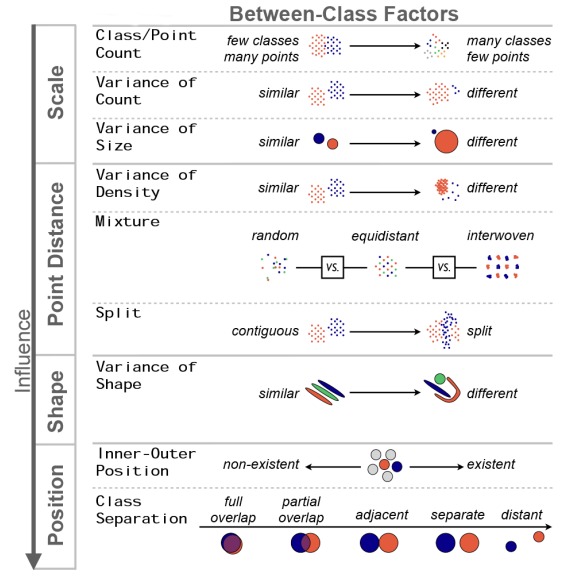 Between-Class Factors
Influence
Scale
Class/Point
Count
few classes
many points
many classes
few points
Variance of
Count
similar
different
Variance of
Size
similar
different
Point Distance
Variance of
Density
similar
different
Mixture
random
equidistant
interwoven
vs.
vs.
Split
contiguous
split
Shape
Variance of
Shape
similar
different
Position
Inner-Outer
Position
non-existent
existent
Class
Separation
full
overlap
partial
overlap
adjacent
separate
distant